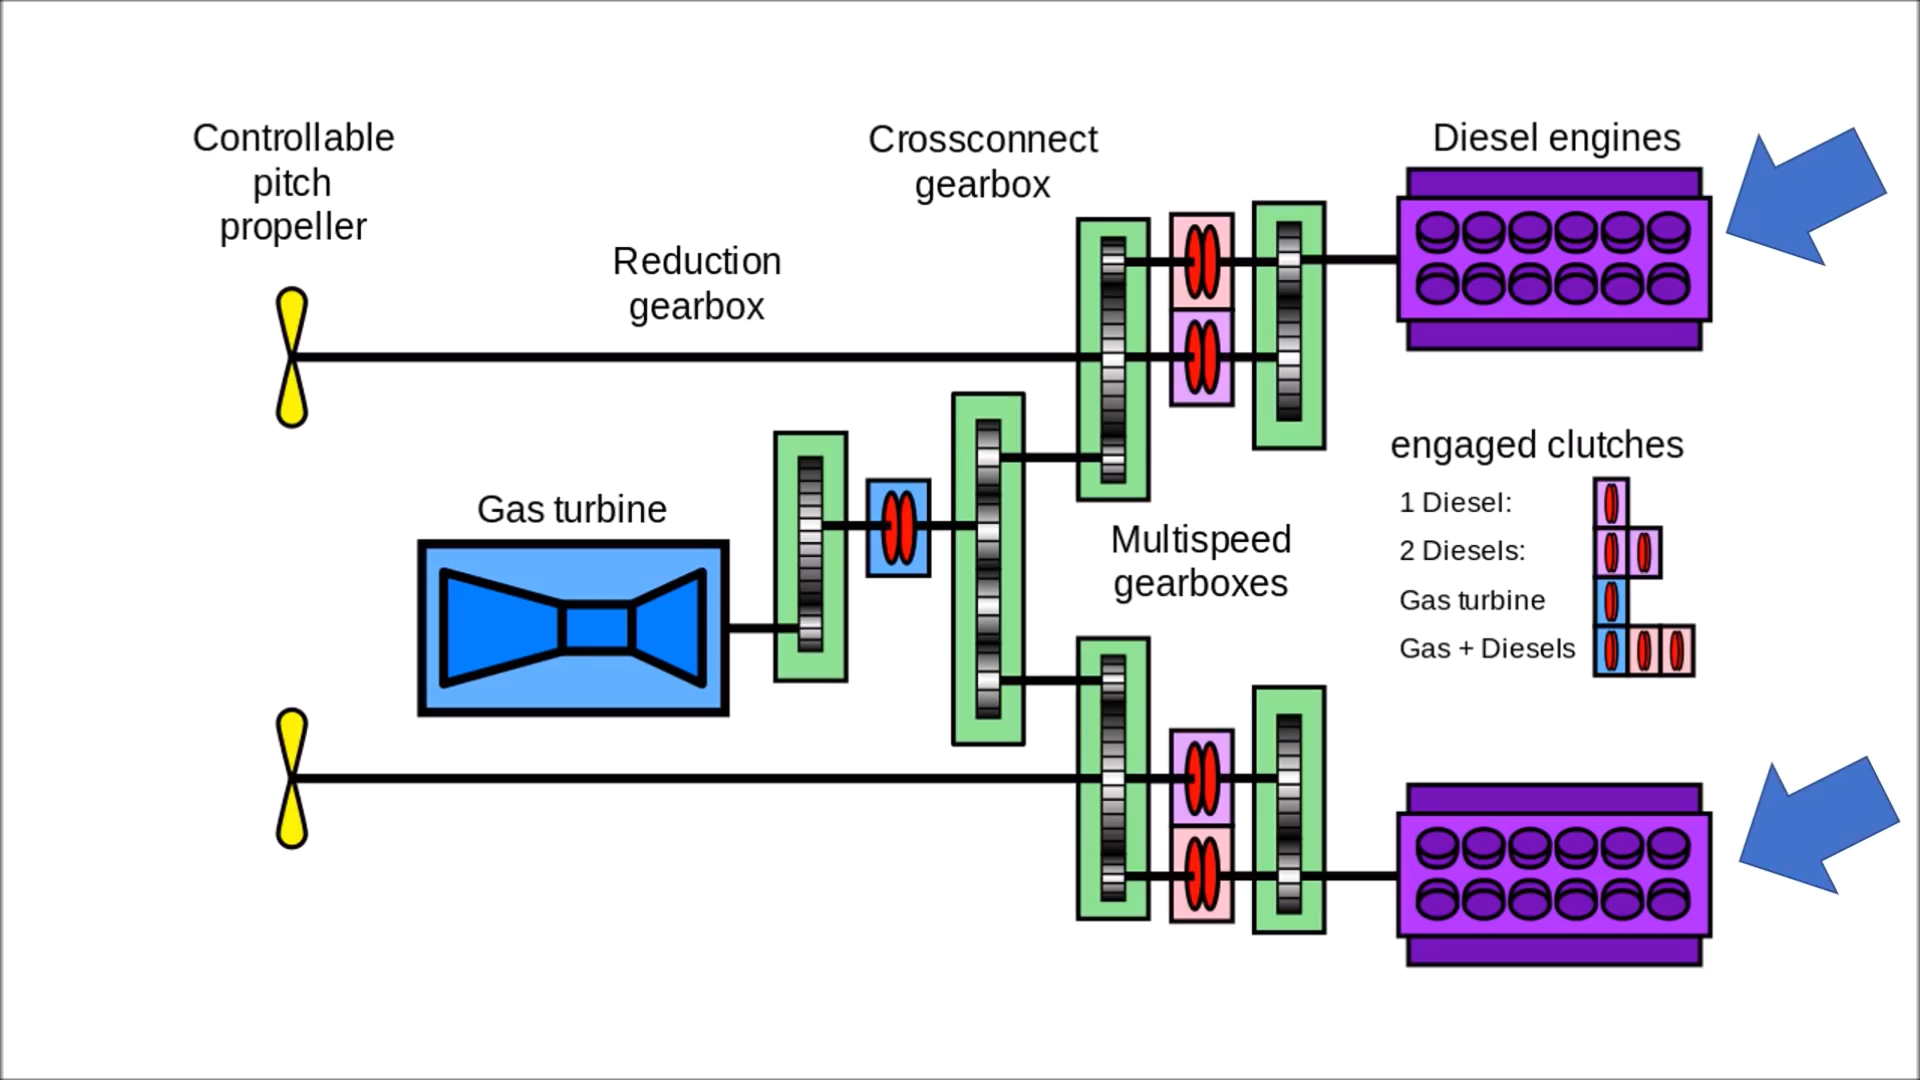 Controllable
pitch
propeller
Crossconnect
gearbox
Diesel engines
Reduction
gearbox
engaged clutches
1 Diesel:
2 Diesels:
Gas turbine
Gas + Diesels
Gas turbine
Multispeed
gearboxes